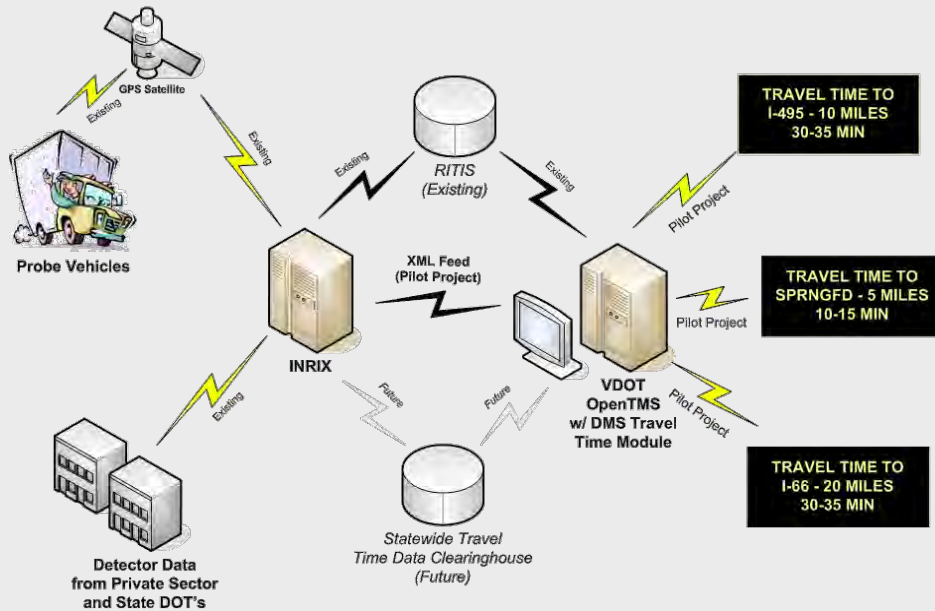 GPS Satellite
Existing
Existing
Probe Vehicles
Existing
RITIS
(Existing)
Existing
TRAVEL TIME TO
I-495 - 10 MILES
30-35 MIN
Pilot Project
INRIX
XML Feed
(Pilot Project)
VDOT
OpenTMS
w/ DMS Travel
Time Module
Pilot Project
TRAVEL TIME TO
SPRNGFD - 5 MILES
10-15 MIN
Pilot Project
TRAVEL TIME TO
I-66 - 20 MILES
30-35 MIN
Existing
Future
Future
Detector Data
from Private Sector
and State DOT's
Statewide Travel
Time Data Clearinghouse
(Future)